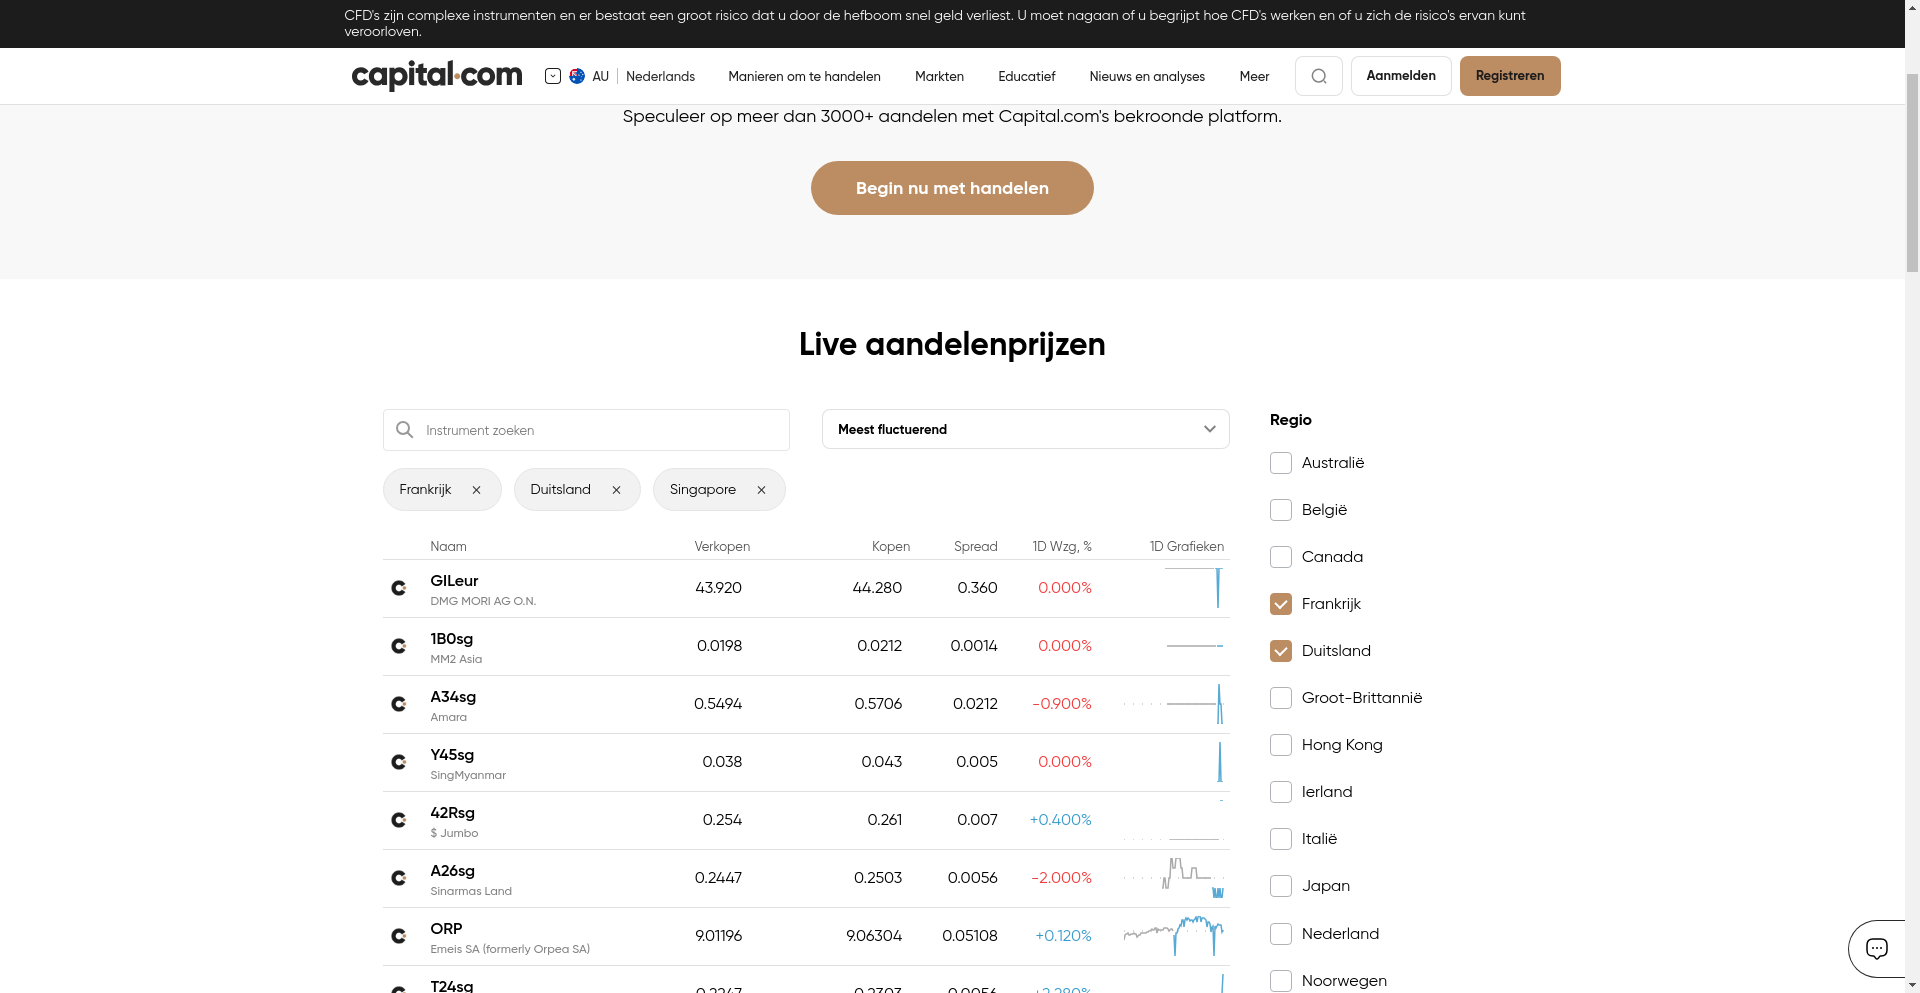 CFD's zijn complexe instrumenten en er bestaat een groot risico dat u door de hefboom snel geld verliest. U moet nagaan of u begrijpt hoe CFD's werken en of u zich de risico's ervan kunt
veroorloven.
capital.com
AU
Nederlands
Manieren om te handelen
Markten
Educatief
Nieuws en analyses
Meer
Aanmelden
Registreren
Speculeer op meer dan 3000+ aandelen met Capital.com's bekroonde platform.
Begin nu met handelen
Live aandelenprijzen
Instrument zoeken
Meest fluctuerend
Frankrijk
Duitsland
Singapore
Naam Verkopen Kopen Spread 1D Wzg, % 1D Grafieken
GILeur 43.920 44.280 0.360 0.000%
DMG MORI AG O.N.
1B0sg 0.0198 0.0212 0.0014 0.000%
MM2 Asia
A34sg 0.5494 0.5706 0.0212 -0.900%
Amara
Y45sg 0.038 0.043 0.005 0.000%
SingMyanmar
42Rsg 0.254 0.261 0.007 +0.400%
$ Jumbo
A26sg 0.2447 0.2503 0.0056 -2.000%
Sinarmas Land
ORP 9.01196 9.06304 0.05108 +0.120%
Emeis SA (formerly Orpea SA)
T24sg 0.2247 0.2303 0.0056 +2.280%
Regio
Australië
België
Canada
Frankrijk
Duitsland
Groot-Brittannië
Hong Kong
Ierland
Italië
Japan
Nederland
Noorwegen